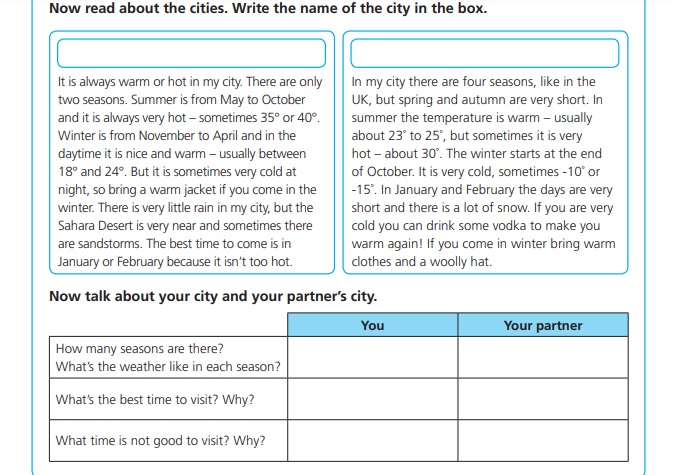 Now read about the cities. Write the name of the city in the box.
It is always warm or hot in my city. There are only
two seasons. Summer is from May to October
and it is always very hot – sometimes 35º or 40º.
Winter is from November to April and in the
daytime it is nice and warm – usually between
18º and 24º. But it is sometimes very cold at
night, so bring a warm jacket if you come in the
winter. There is very little rain in my city, but the
Sahara Desert is very near and sometimes there
are sandstorms. The best time to come is in
January or February because it isn’t too hot.
In my city there are four seasons, like in the
UK, but spring and autumn are very short. In
summer the temperature is warm – usually
about 23˚ to 25˚, but sometimes it is very
hot – about 30˚. The winter starts at the end
of October. It is very cold, sometimes -10˚ or
-15˚. In January and February the days are very
short and there is a lot of snow. If you are very
cold you can drink some vodka to make you
warm again! If you come in winter bring warm
clothes and a woolly hat.
Now talk about your city and your partner’s city.
You Your partner
How many seasons are there?
What’s the weather like in each season?
What’s the best time to visit? Why?
What time is not good to visit? Why?